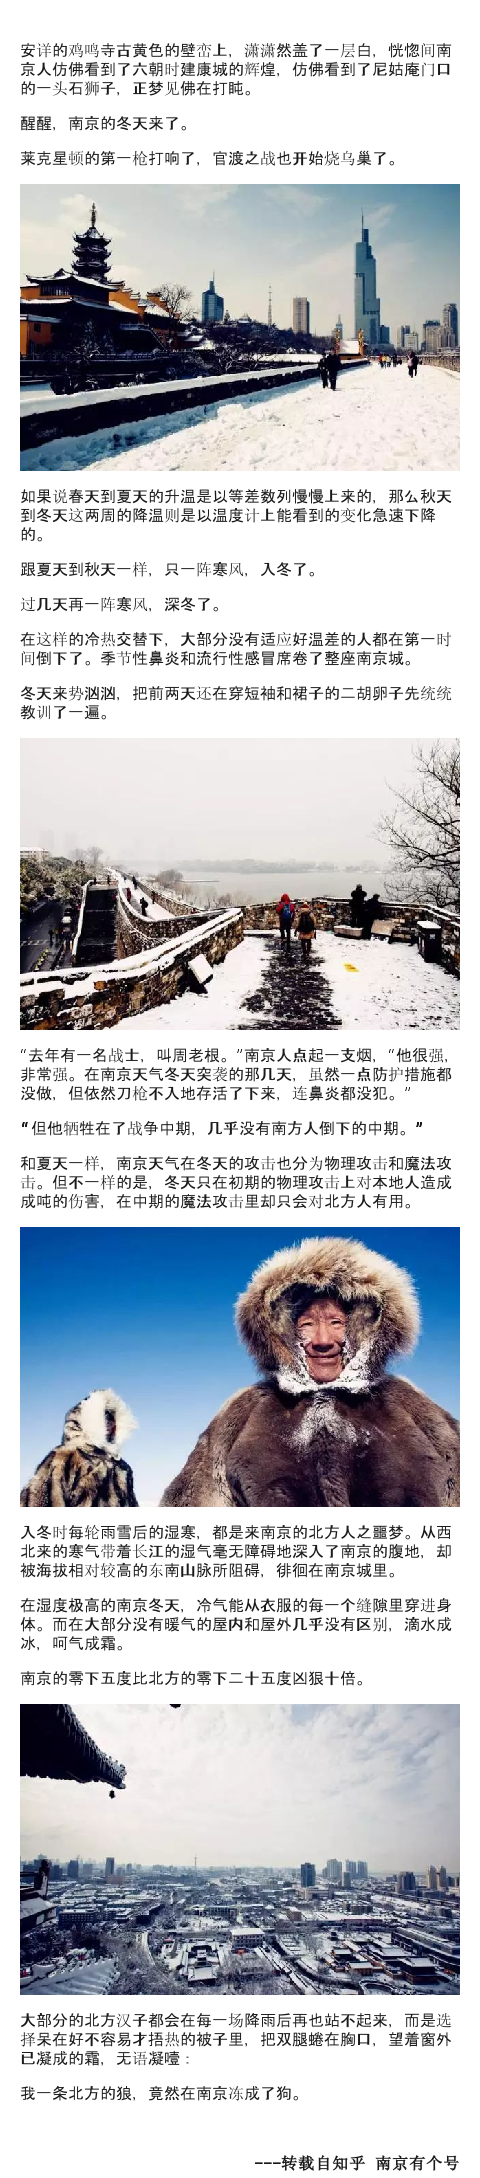 安详的鸡鸣寺古黄色的壁峦上，潇潇然盖了一层白，恍惚间南
京人仿佛看到了六朝时建康城的辉煌，仿佛看到了尼姑庵门口
的一头石狮子，正梦见佛在打盹。
醒醒，南京的冬天来了。
莱克星顿的第一枪打响了，官渡之战也开始烧乌巢了。
如果说春天到夏天的升温是以等差数列慢慢上来的，那么秋天
到冬天这两周的降温则是以温度计上能看到的变化急速下降
的。
跟夏天到秋天一样，只一阵寒风，入冬了。
过几天再一阵寒风，深冬了。
在这样的冷热交替下，大部分没有适应好温差的人都在第一时
间倒下了。季节性鼻炎和流行性感冒席卷了整座南京城。
冬天来势汹汹，把前两天还在穿短袖和裙子的二胡卵子先统统
教训了一遍。
“去年有一名战士，叫周老根。”南京人点起一支烟，“他很强，
非常强。在南京天气冬天突袭的那几天，虽然一点防护措施都
没做，但依然刀枪不入地存活了下来，连鼻炎都没犯。”
“但他牺牲在了战争中期，几乎没有南方人倒下的中期。”
和夏天一样，南京天气在冬天的攻击也分为物理攻击和魔法攻
击。但不一样的是，冬天只在初期的物理攻击上对本地人造成
成吨的伤害，在中期的魔法攻击里却只会对北方人有用。
入冬时每轮雨雪后的湿寒，都是来南京的北方人之噩梦。从西
北来的寒气带着长江的湿气毫无障碍地深入了南京的腹地，却
被海拔相对较高的东南山脉所阻碍，徘徊在南京城里。
在湿度极高的南京冬天，冷气能从衣服的每一个缝隙里穿进身
体。而在大部分没有暖气的屋内和屋外几乎没有区别，滴水成
冰，呵气成霜。
南京的零下五度比北方的零下二十五度凶狠十倍。
大部分的北方汉子都会在每一场降雨后再也站不起来，而是选
择呆在好不容易才捂热的被子里，把双腿蜷在胸口，望着窗外
已凝成的霜，无语凝噎：
我一条北方的狼，竟然在南京冻成了狗。
---转载自知乎 南京有个号